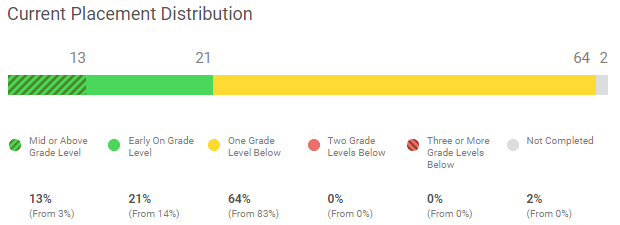 Current Placement Distribution
13 21 64 2
Mid or Above Grade Level
Early On Grade Level
One Grade Level Below
Two Grade Levels Below
Three or More Grade Levels Below
Not Completed
13% 21% 64% 0% 0% 2%
(From 3%) (From 14%) (From 83%) (From 0%) (From 0%) (From 0%)